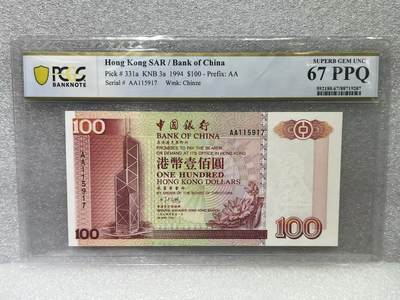 Hong Kong SAR / Bank of China
Pick # 331a KNB 3a 1994 $100 - Prefix: AA
Serial # AA115917 Wmk: Chinze
SUPERB GEM UNC
67 PPQ
PCGS
BANKNOTE
100
中國銀行
BANK OF CHINA
AA115917
PROMISES TO PAY THE BEARER
ON DEMAND AT ITS OFFICE IN HONG KONG
港幣壹佰圓
ONE HUNDRED
HONG KONG DOLLARS
BY ORDER OF THE BOARD OF DIRECTORS
AA115917
100
100